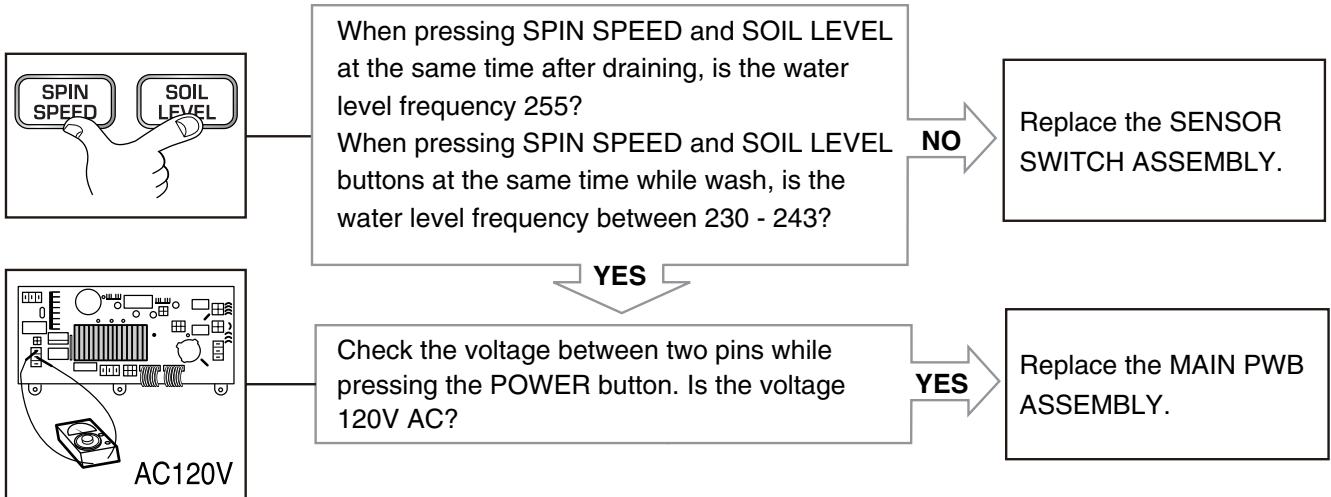 SPIN
SPEED
SOIL
LEVEL
When pressing SPIN SPEED and SOIL LEVEL
at the same time after draining, is the water
level frequency 255?
When pressing SPIN SPEED and SOIL LEVEL
buttons at the same time while wash, is the
water level frequency between 230 - 243?
NO
Replace the SENSOR
SWITCH ASSEMBLY.
YES
AC120V
Check the voltage between two pins while
pressing the POWER button. Is the voltage
120V AC?
YES
Replace the MAIN PWB
ASSEMBLY.